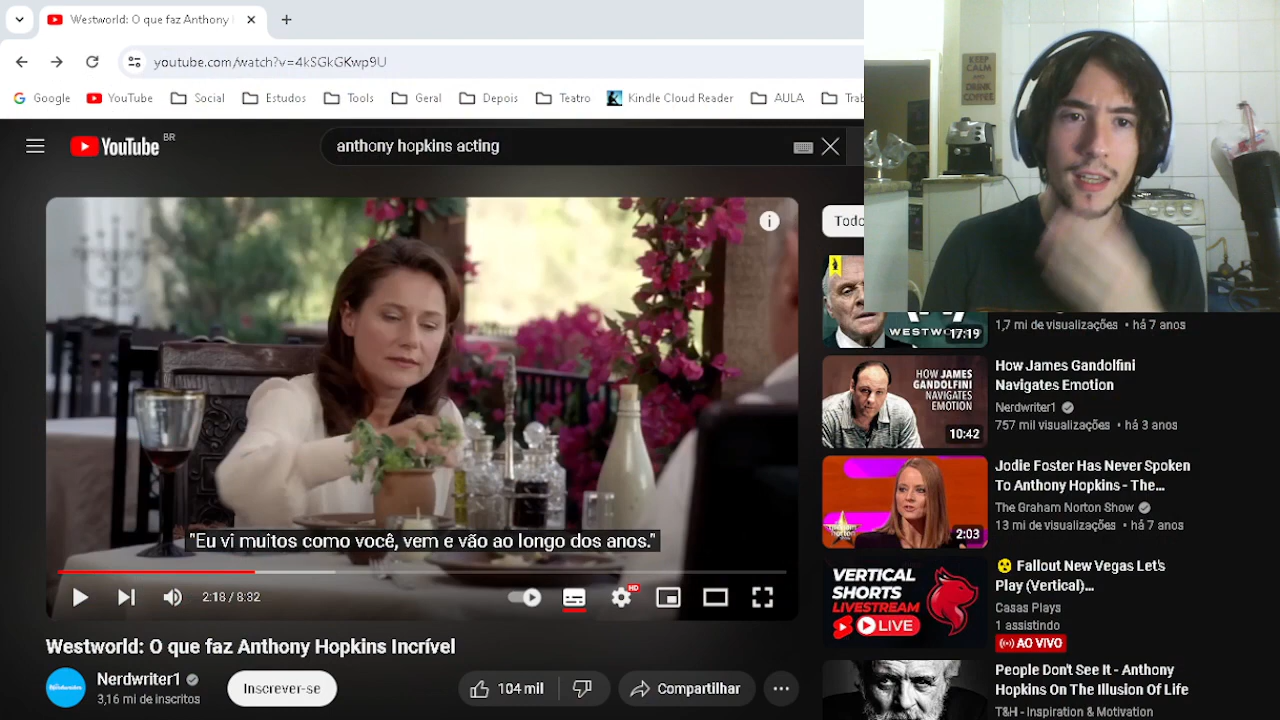 Westworld: O que faz Anthony
youtube.com/watch?v=4kSGkGKwp9U
Google YouTube Social Estudos Tools Geral Depois Teatro Kindle Cloud Reader AULA Trab
KEEP
CALM
AND
DRINK
COFFEE
YouTube BR
anthony hopkins acting
Todo
WESTWO
17:19
1,7 mi de visualizações • há 7 anos
HOW JAMES
GANDOLFINI
NAVIGATES
EMOTION
10:42
How James Gandolfini
Navigates Emotion
Nerdwriter1
757 mil visualizações • há 3 anos
2:03
Jodie Foster Has Never Spoken
To Anthony Hopkins - The...
The Graham Norton Show
13 mi de visualizações • há 7 anos
VERTICAL
SHORTS
LIVESTREAM
LIVE
Fallout New Vegas Let's
Play (Vertical)...
Casas Plays
1 assistindo
AO VIVO
People Don't See It - Anthony
Hopkins On The Illusion Of Life
T&H - Inspiration & Motivation
"Eu vi muitos como você, vem e vão ao longo dos anos."
2:18 / 8:32
HD
Westworld: O que faz Anthony Hopkins Incrível
Nerdwriter1
3,16 mi de inscritos
Inscrever-se
104 mil
Compartilhar